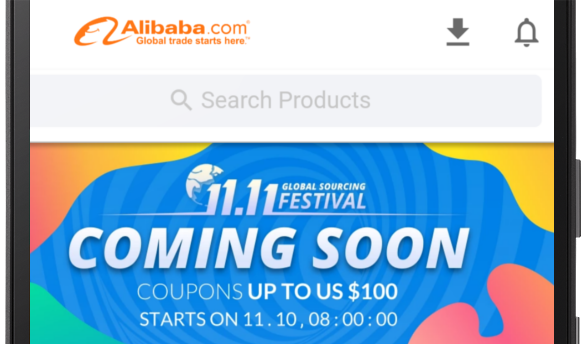 Alibaba.com
Global trade starts here.™
Search Products
11.11 GLOBAL SOURCING
FESTIVAL
COMING SOON
COUPONS UP TO US $100
STARTS ON 11.10, 08:00:00